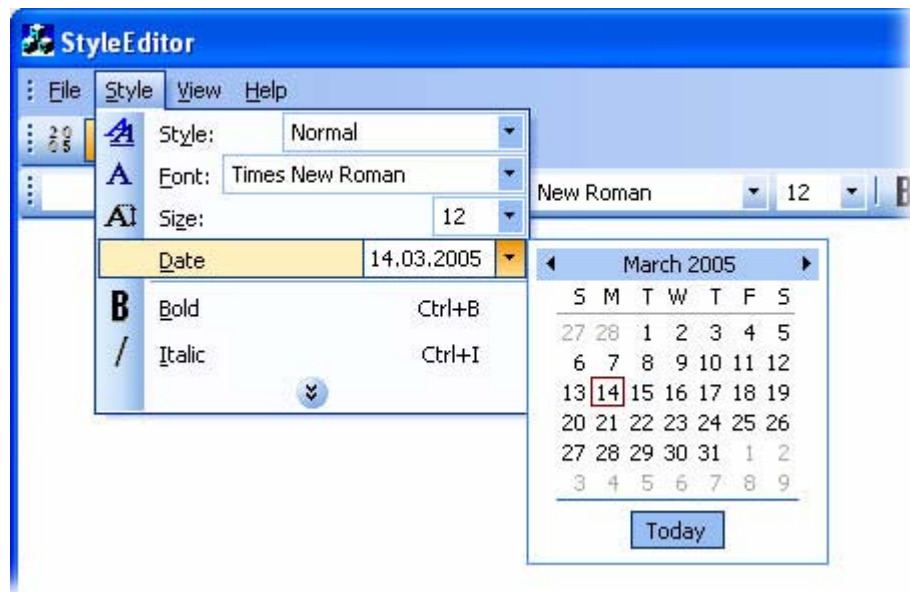 StyleEditor
File Style View Help
2005
Style: Normal
Font: Times New Roman
Size: 12
Date 14.03.2005
Bold Ctrl+B
Italic Ctrl+I
New Roman 12
March 2005
S M T W T F S
27 28 1 2 3 4 5
6 7 8 9 10 11 12
13 14 15 16 17 18 19
20 21 22 23 24 25 26
27 28 29 30 31 1 2
3 4 5 6 7 8 9
Today